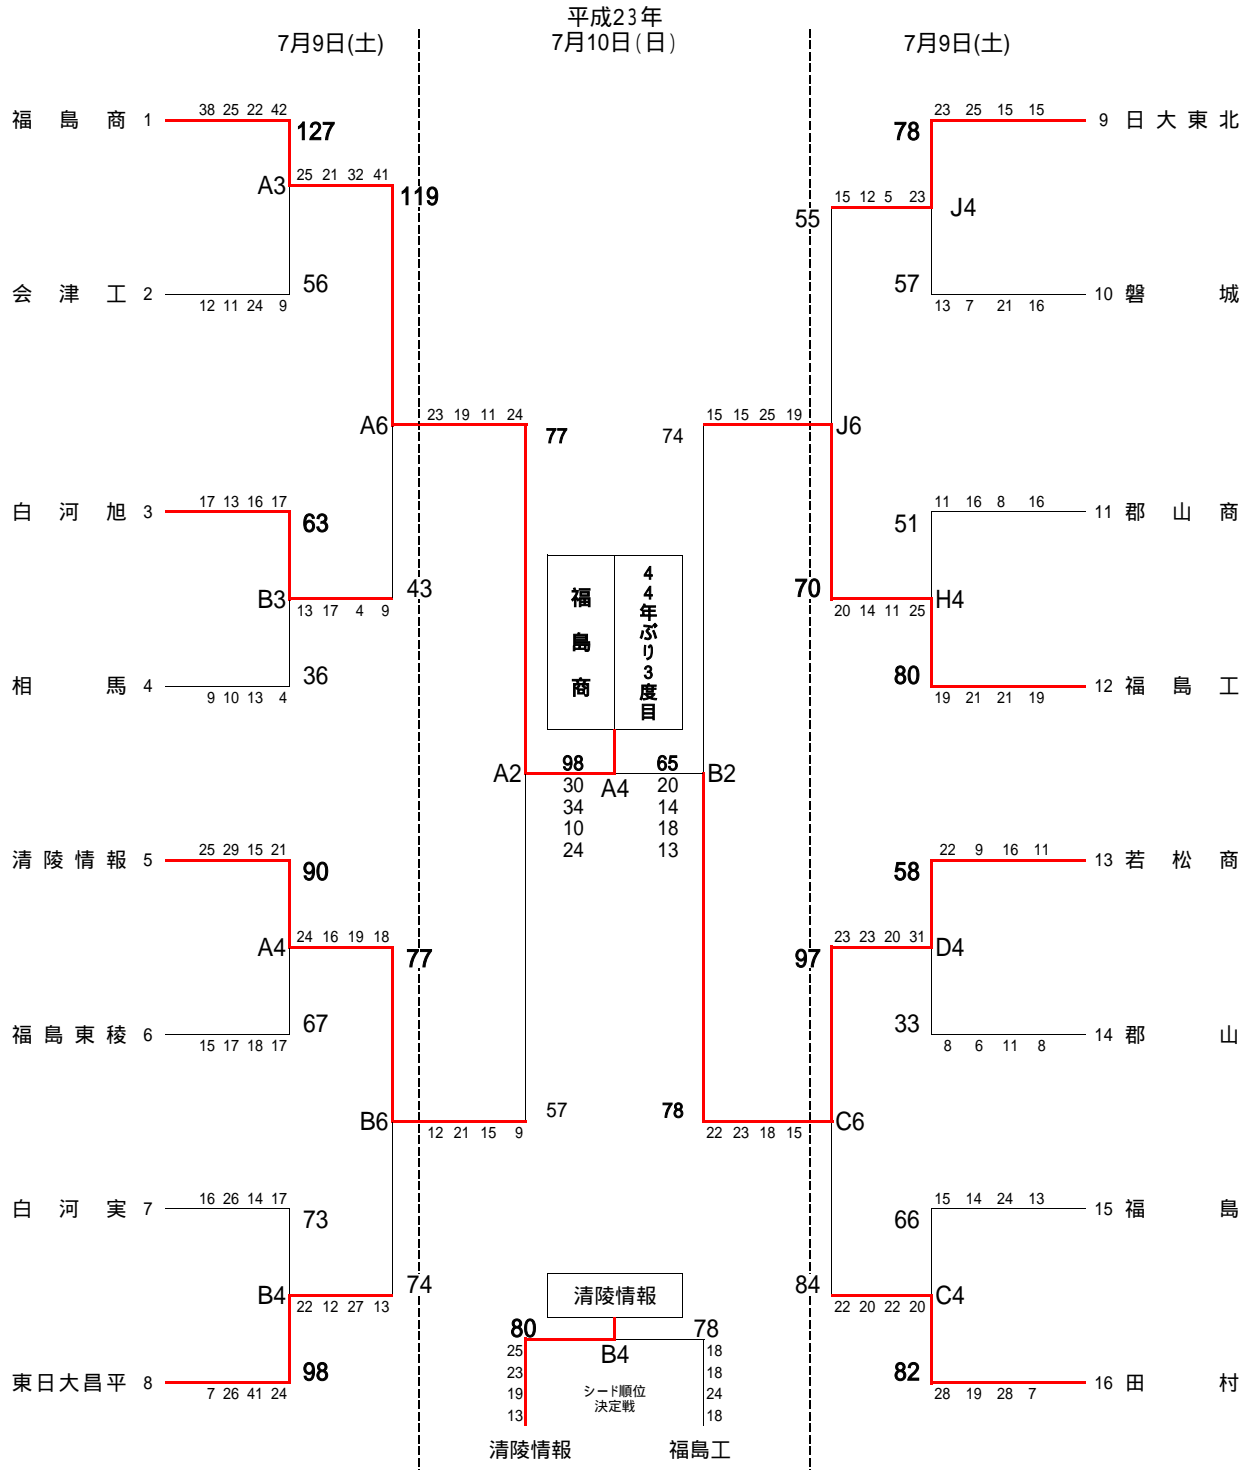 平成23年
7月9日(土)
7月10日(日)
7月9日(土)
38 25 22 42
福島商 1
127
A3
25 21 32 41
119
56
会津工 2
12 11 24 9
A6
23 19 11 24
77
17 13 16 17
白河旭 3
63
B3
13 17 4 9
43
36
相馬 4
9 10 13 4
A2
25 29 15 21
清陵情報 5
90
A4
24 16 19 18
77
67
福島東稜 6
15 17 18 17
B6
12 21 15 9
57
16 26 14 17
白河実 7
73
B4
22 12 27 13
74
98
東日大昌平 8
7 26 41 24
福島商
44年ぶり3度目
98 65
30 A4 20
34 14
10 18
24 13
23 25 15 15
78
9 日大東北
55
15 12 5 23
J4
57
10 磐城
13 7 21 16
74
15 15 25 19
J6
11 16 8 16
51
11 郡山商
70
20 14 11 25
H4
80
12 福島工
19 21 21 19
B2
22 9 16 11
58
13 若松商
97
23 23 20 31
D4
33
14 郡山
8 6 11 8
78
22 23 18 15
C6
15 14 24 13
66
15 福島
84
22 20 22 20
C4
82
16 田村
28 19 28 7
清陵情報
80 78
25 B4 18
23 18
19 シード順位 24
決定戦
13 18
清陵情報 福島工